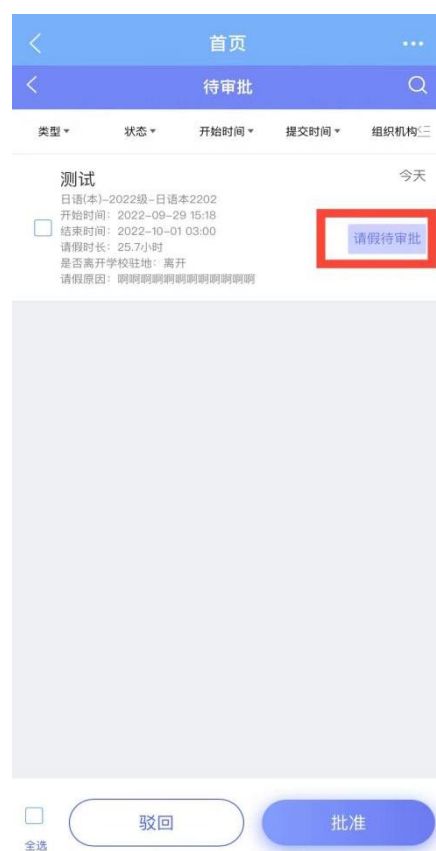 首页
待审批
类型 状态 开始时间 提交时间 组织机构
测试 今天
日语(本)-2022级-日语本2202
开始时间: 2022-09-29 15:18
结束时间: 2022-10-01 03:00
请假时长: 25.7小时
是否离开学校驻地: 离开
请假原因: 啊啊啊啊啊啊啊啊啊啊啊啊
请假待审批
全选
驳回
批准